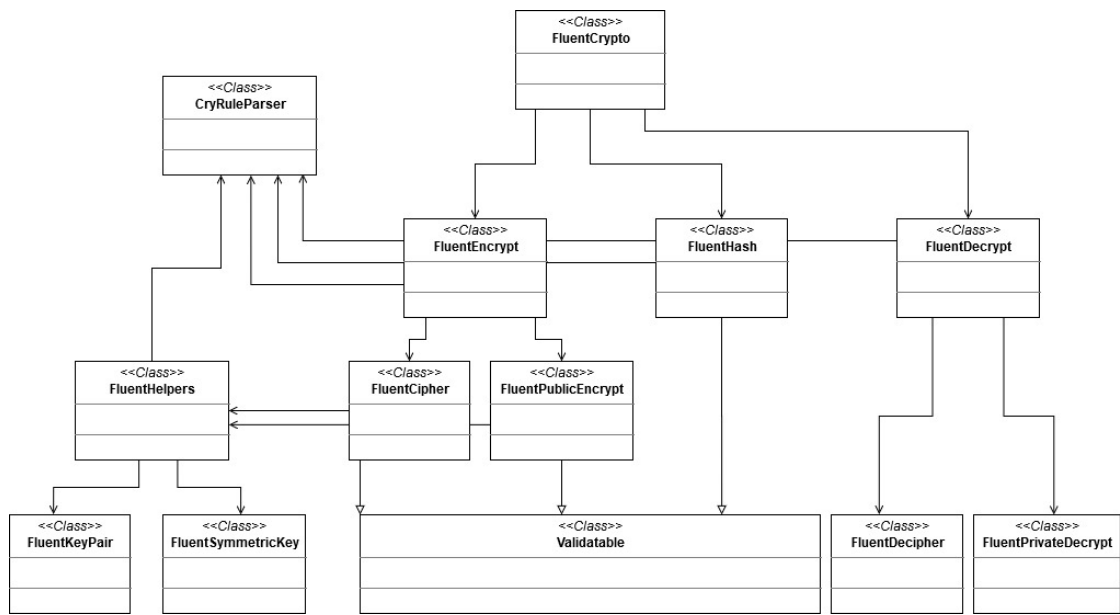 <<Class>>
FluentCrypto
<<Class>>
CryRuleParser
<<Class>>
FluentEncrypt
<<Class>>
FluentHash
<<Class>>
FluentDecrypt
<<Class>>
FluentHelpers
<<Class>>
FluentCipher
<<Class>>
FluentPublicEncrypt
<<Class>>
FluentKeyPair
<<Class>>
FluentSymmetricKey
<<Class>>
Validatable
<<Class>>
FluentDecipher
<<Class>>
FluentPrivateDecrypt